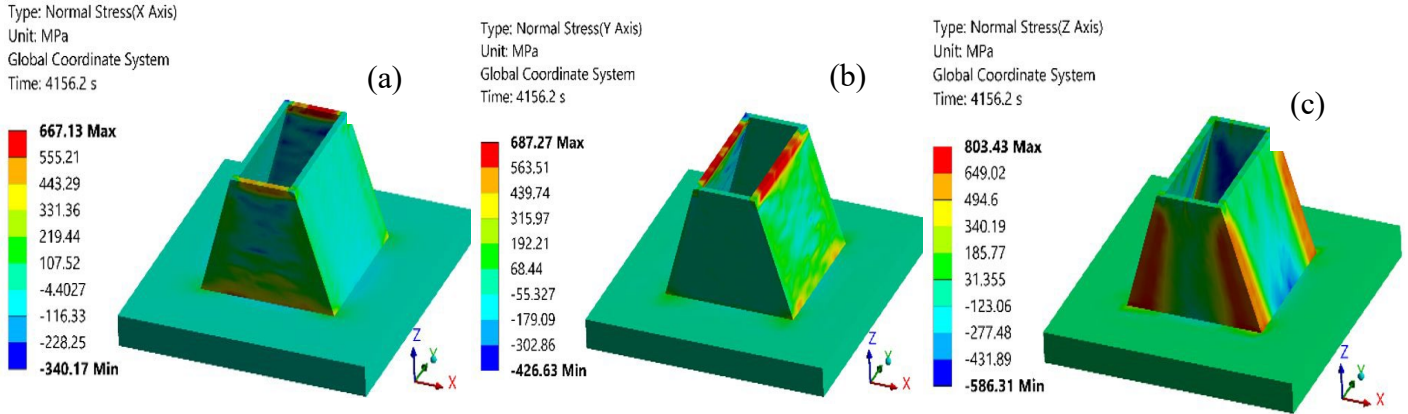 Type: Normal Stress(X Axis)
Unit: MPa
Global Coordinate System
Time: 4156.2 s
(a)
667.13 Max
555.21
443.29
331.36
219.44
107.52
-4.4027
-116.33
-228.25
-340.17 Min
Z
Y
X
Type: Normal Stress(Y Axis)
Unit: MPa
Global Coordinate System
Time: 4156.2 s
(b)
687.27 Max
563.51
439.74
315.97
192.21
68.44
-55.327
-179.09
-302.86
-426.63 Min
Z
Y
X
Type: Normal Stress(Z Axis)
Unit: MPa
Global Coordinate System
Time: 4156.2 s
(c)
803.43 Max
649.02
494.6
340.19
185.77
31.355
-123.06
-277.48
-431.89
-586.31 Min
Z
Y
X